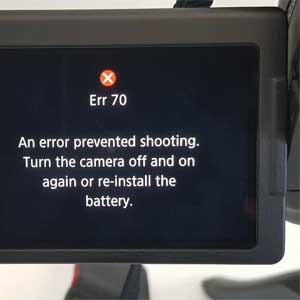 Err 70
An error prevented shooting.
Turn the camera off and on
again or re-install the
battery.